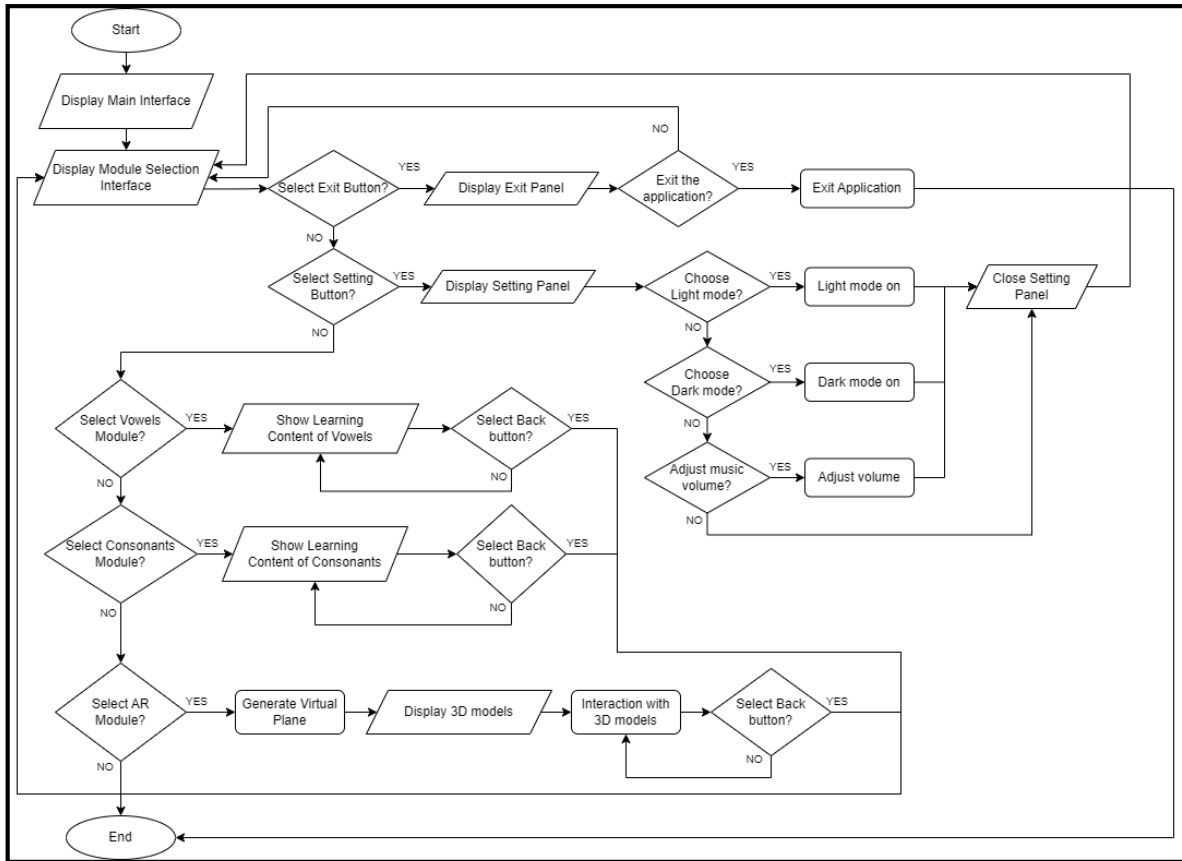 Start
Display Main Interface
Display Module Selection
Interface
Select Exit Button?
YES
Display Exit Panel
NO
Exit the
application?
YES
Exit Application
NO
Select Setting
Button?
YES
Display Setting Panel
Choose
Light mode?
YES
Light mode on
Close Setting
Panel
NO
NO
Choose
Dark mode?
YES
Dark mode on
NO
Adjust music
volume?
YES
Adjust volume
NO
Select Vowels
Module?
YES
Show Learning
Content of Vowels
Select Back
button?
YES
NO
NO
Select Consonants
Module?
YES
Show Learning
Content of Consonants
Select Back
button?
YES
NO
NO
Select AR
Module?
YES
Generate Virtual
Plane
Display 3D models
Interaction with
3D models
Select Back
button?
YES
NO
NO
End